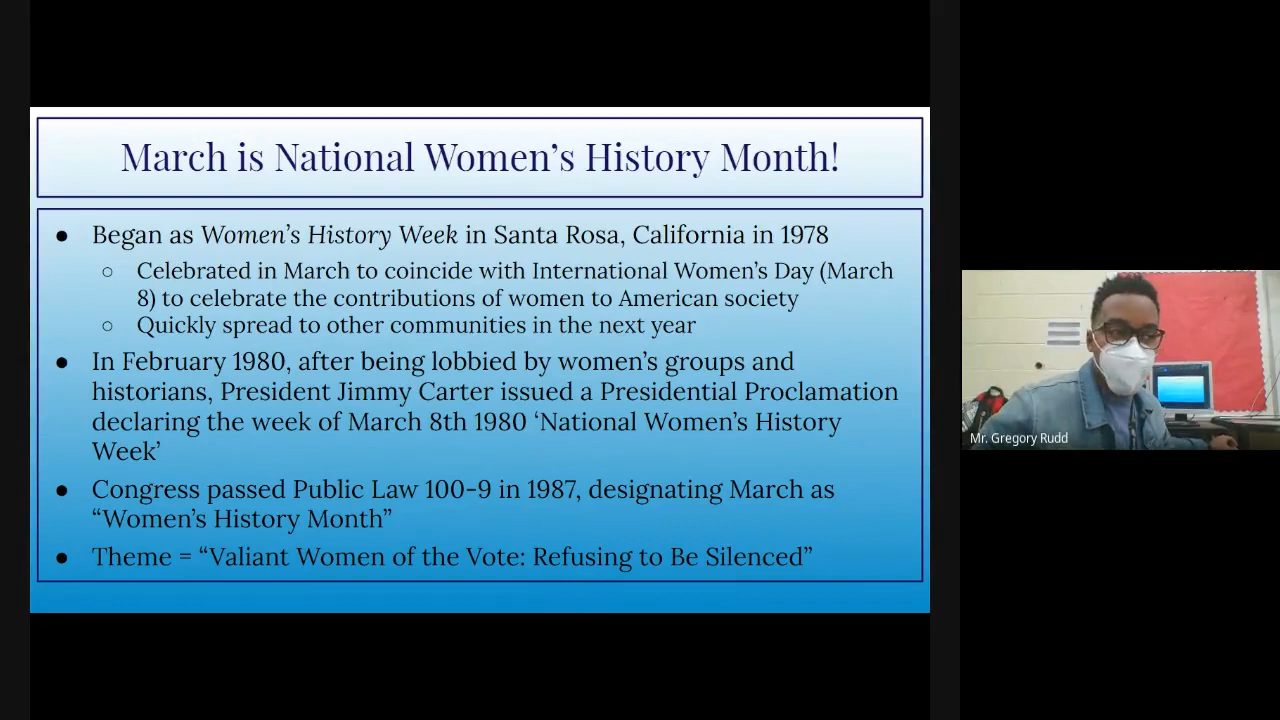 March is National Women’s History Month!
● Began as Women’s History Week in Santa Rosa, California in 1978
○ Celebrated in March to coincide with International Women’s Day (March
8) to celebrate the contributions of women to American society
○ Quickly spread to other communities in the next year
● In February 1980, after being lobbied by women’s groups and
historians, President Jimmy Carter issued a Presidential Proclamation
declaring the week of March 8th 1980 ‘National Women’s History
Week’
● Congress passed Public Law 100-9 in 1987, designating March as
“Women’s History Month”
● Theme = “Valiant Women of the Vote: Refusing to Be Silenced”
Mr. Gregory Rudd